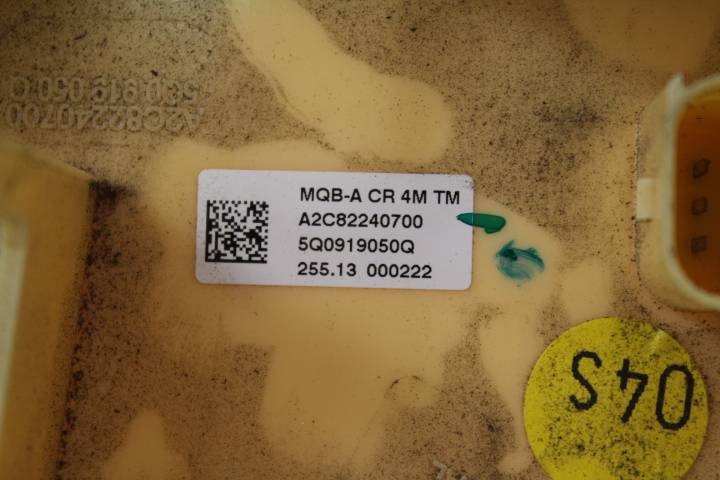 5Q0 919 050 Q
A2C82240700
MQB-A CR 4M TM
A2C82240700
5Q0919050Q
255.13 000222
04S